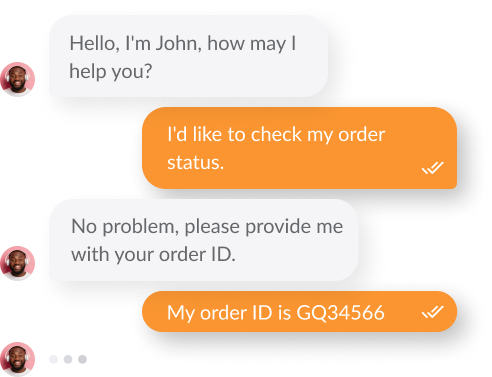 Hello, I'm John, how may I
help you?
I'd like to check my order
status.
No problem, please provide me
with your order ID.
My order ID is GQ34566